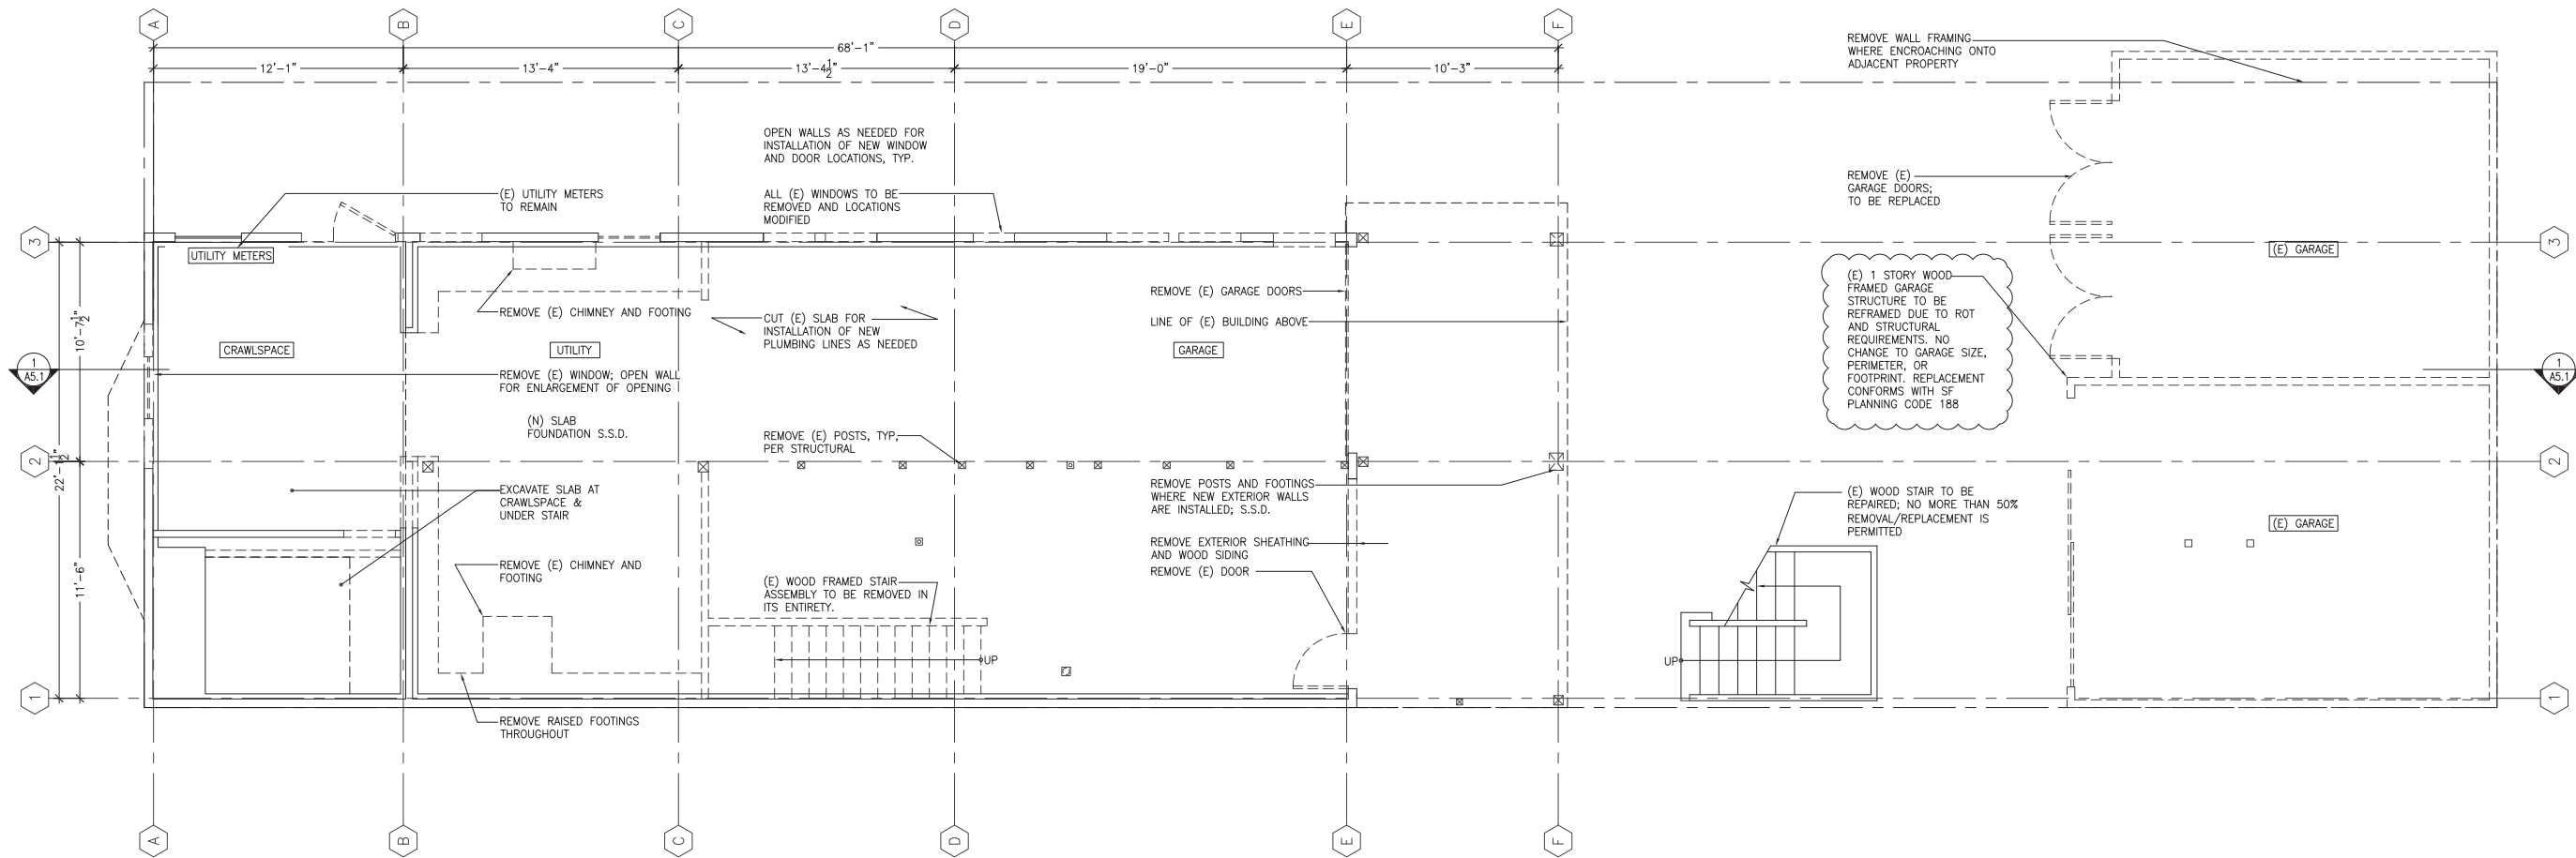 A
B
C
D
E
F
68'-1"
12'-1"
13'-4"
13'-4 1/2"
19'-0"
10'-3"
REMOVE WALL FRAMING
WHERE ENCROACHING ONTO
ADJACENT PROPERTY
OPEN WALLS AS NEEDED FOR
INSTALLATION OF NEW WINDOW
AND DOOR LOCATIONS, TYP.
(E) UTILITY METERS
TO REMAIN
ALL (E) WINDOWS TO BE
REMOVED AND LOCATIONS
MODIFIED
REMOVE (E)
GARAGE DOORS;
TO BE REPLACED
3
3
UTILITY METERS
(E) GARAGE
REMOVE (E) CHIMNEY AND FOOTING
CUT (E) SLAB FOR
INSTALLATION OF NEW
PLUMBING LINES AS NEEDED
REMOVE (E) GARAGE DOORS
LINE OF (E) BUILDING ABOVE
(E) 1 STORY WOOD
FRAMED GARAGE
STRUCTURE TO BE
REFRAMED DUE TO ROT
AND STRUCTURAL
REQUIREMENTS. NO
CHANGE TO GARAGE SIZE,
PERIMETER, OR
FOOTPRINT. REPLACEMENT
CONFORMS WITH SF
PLANNING CODE 188
10'-7 1/2"
CRAWLSPACE
UTILITY
GARAGE
1
A5.1
1
A5.1
REMOVE (E) WINDOW; OPEN WALL
FOR ENLARGEMENT OF OPENING
(N) SLAB
FOUNDATION S.S.D.
REMOVE (E) POSTS, TYP,
PER STRUCTURAL
2
2
22'-1 1/2"
EXCAVATE SLAB AT
CRAWLSPACE &
UNDER STAIR
REMOVE POSTS AND FOOTINGS
WHERE NEW EXTERIOR WALLS
ARE INSTALLED; S.S.D.
(E) WOOD STAIR TO BE
REPAIRED; NO MORE THAN 50%
REMOVAL/REPLACEMENT IS
PERMITTED
(E) GARAGE
REMOVE EXTERIOR SHEATHING
AND WOOD SIDING
REMOVE (E) DOOR
REMOVE (E) CHIMNEY AND
FOOTING
(E) WOOD FRAMED STAIR
ASSEMBLY TO BE REMOVED IN
ITS ENTIRETY.
11'-6"
UP
UP
1
1
REMOVE RAISED FOOTINGS
THROUGHOUT
A
B
C
D
E
F